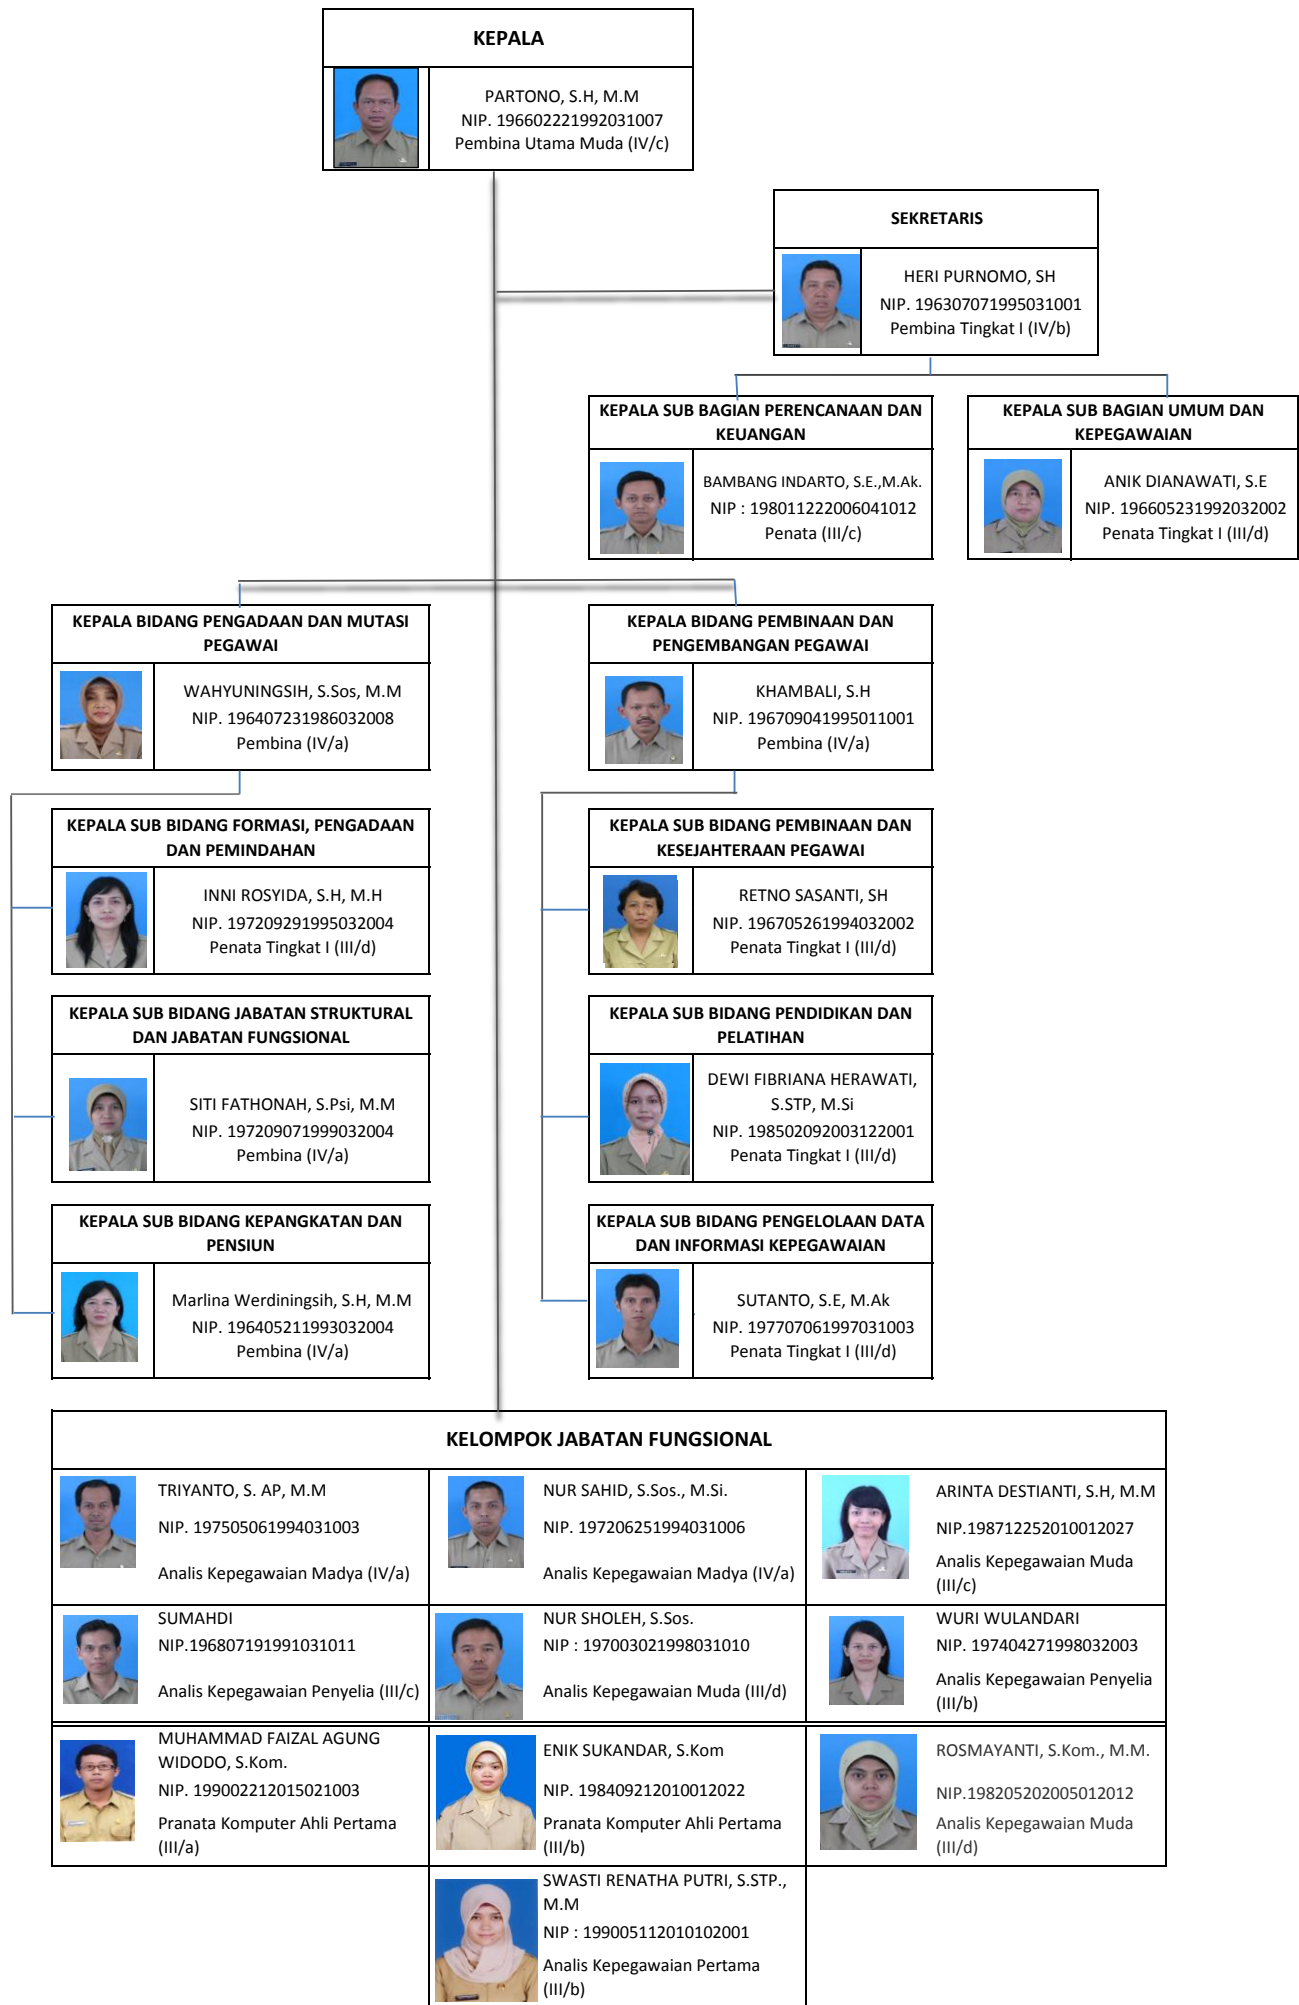 KEPALA
PARTONO, S.H, M.M
NIP. 196602221992031007
Pembina Utama Muda (IV/c)
SEKRETARIS
HERI PURNOMO, SH
NIP. 196307071995031001
Pembina Tingkat I (IV/b)
KEPALA SUB BAGIAN PERENCANAAN DAN
KEUANGAN
BAMBANG INDARTO, S.E.,M.Ak.
NIP : 198011222006041012
Penata (III/c)
KEPALA SUB BAGIAN UMUM DAN
KEPEGAWAIAN
ANIK DIANAWATI, S.E
NIP. 196605231992032002
Penata Tingkat I (III/d)
KEPALA BIDANG PENGADAAN DAN MUTASI
PEGAWAI
WAHYUNINGSIH, S.Sos, M.M
NIP. 196407231986032008
Pembina (IV/a)
KEPALA BIDANG PEMBINAAN DAN
PENGEMBANGAN PEGAWAI
KHAMBALI, S.H
NIP. 196709041995011001
Pembina (IV/a)
KEPALA SUB BIDANG FORMASI, PENGADAAN
DAN PEMINDAHAN
INNI ROSYIDA, S.H, M.H
NIP. 197209291995032004
Penata Tingkat I (III/d)
KEPALA SUB BIDANG PEMBINAAN DAN
KESEJAHTERAAN PEGAWAI
RETNO SASANTI, SH
NIP. 196705261994032002
Penata Tingkat I (III/d)
KEPALA SUB BIDANG JABATAN STRUKTURAL
DAN JABATAN FUNGSIONAL
SITI FATHONAH, S.Psi, M.M
NIP. 197209071999032004
Pembina (IV/a)
KEPALA SUB BIDANG PENDIDIKAN DAN
PELATIHAN
DEWI FIBRIANA HERAWATI,
S.STP, M.Si
NIP. 198502092003122001
Penata Tingkat I (III/d)
KEPALA SUB BIDANG KEPANGKATAN DAN
PENSIUN
Marlina Werdiningsih, S.H, M.M
NIP. 196405211993032004
Pembina (IV/a)
KEPALA SUB BIDANG PENGELOLAAN DATA
DAN INFORMASI KEPEGAWAIAN
SUTANTO, S.E, M.Ak
NIP. 197707061997031003
Penata Tingkat I (III/d)
KELOMPOK JABATAN FUNGSIONAL
TRIYANTO, S. AP, M.M
NIP. 197505061994031003
Analis Kepegawaian Madya (IV/a)
NUR SAHID, S.Sos., M.Si.
NIP. 197206251994031006
Analis Kepegawaian Madya (IV/a)
ARINTA DESTIANTI, S.H, M.M
NIP.198712252010012027
Analis Kepegawaian Muda
(III/c)
SUMAHDI
NIP.196807191991031011
Analis Kepegawaian Penyelia (III/c)
NUR SHOLEH, S.Sos.
NIP : 197003021998031010
Analis Kepegawaian Muda (III/d)
WURI WULANDARI
NIP. 197404271998032003
Analis Kepegawaian Penyelia
(III/b)
MUHAMMAD FAIZAL AGUNG
WIDODO, S.Kom.
NIP. 199002212015021003
Pranata Komputer Ahli Pertama
(III/a)
ENIK SUKANDAR, S.Kom
NIP. 198409212010012022
Pranata Komputer Ahli Pertama
(III/b)
ROSMAYANTI, S.Kom., M.M.
NIP.198205202005012012
Analis Kepegawaian Muda
(III/d)
SWASTI RENATHA PUTRI, S.STP.,
M.M
NIP : 199005112010102001
Analis Kepegawaian Pertama
(III/b)